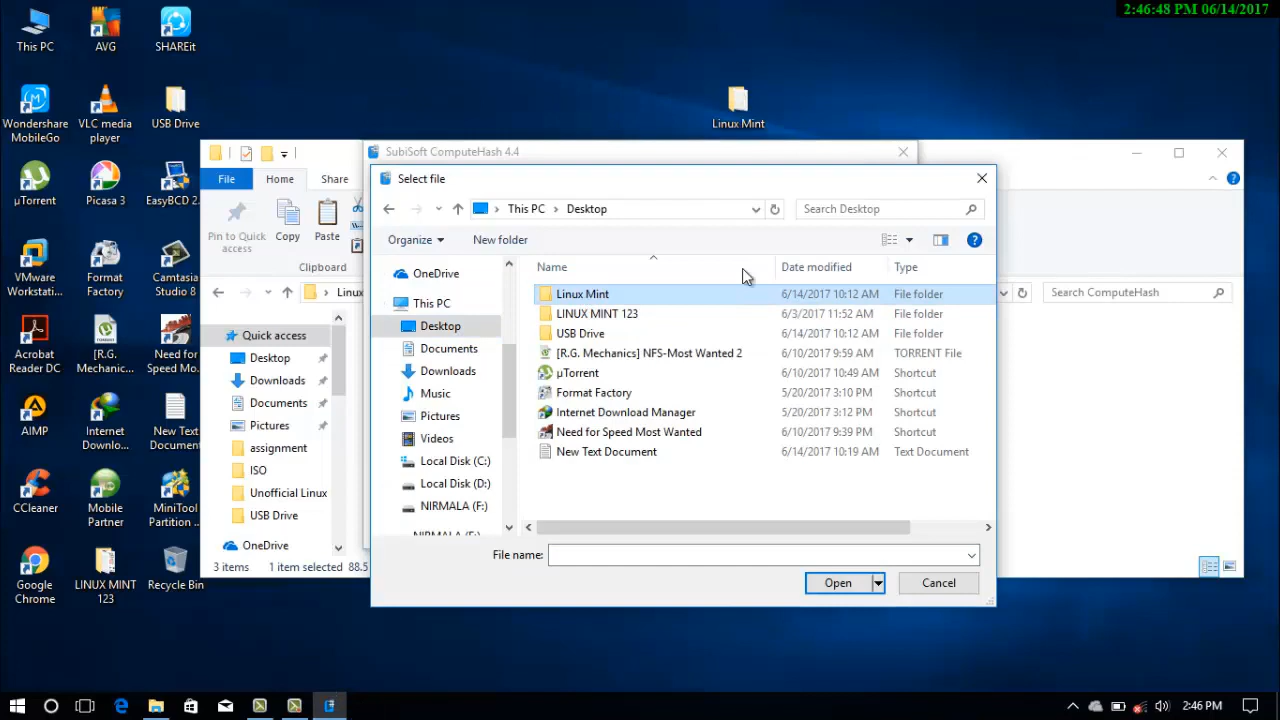 2:46:48 PM 06/14/2017
This PC
AVG
SHAREit
Wondershare
MobileGo
VLC media
player
USB Drive
Linux Mint
µTorrent
Picasa 3
EasyBCD 2.
VMware
Workstati...
Format
Factory
Camtasia
Studio 8
Acrobat
Reader DC
[R.G.
Mechanic...
Need for
Speed Mo...
AIMP
Internet
Downlo...
New Text
Document
CCleaner
Mobile
Partner
MiniTool
Partition ...
Google
Chrome
LINUX MINT
123
Recycle Bin
File
Home
Share
Pin to Quick
access
Copy
Paste
Clipboard
Linux
Search ComputeHash
Quick access
Desktop
Downloads
Documents
Pictures
assignment
ISO
Unofficial Linux
USB Drive
OneDrive
3 items
1 item selected
88.5
SubiSoft ComputeHash 4.4
Select file
This PC
Desktop
Search Desktop
Organize
New folder
OneDrive
This PC
Desktop
Documents
Downloads
Music
Pictures
Videos
Local Disk (C:)
Local Disk (D:)
NIRMALA (F:)
Name
Date modified
Type
Linux Mint
6/14/2017 10:12 AM
File folder
LINUX MINT 123
6/3/2017 11:52 AM
File folder
USB Drive
6/14/2017 10:12 AM
File folder
[R.G. Mechanics] NFS-Most Wanted 2
6/10/2017 9:59 AM
TORRENT File
µTorrent
6/10/2017 10:49 AM
Shortcut
Format Factory
5/20/2017 3:10 PM
Shortcut
Internet Download Manager
5/20/2017 3:12 PM
Shortcut
Need for Speed Most Wanted
6/10/2017 9:39 PM
Shortcut
New Text Document
6/14/2017 10:19 AM
Text Document
File name:
Open
Cancel
2:46 PM